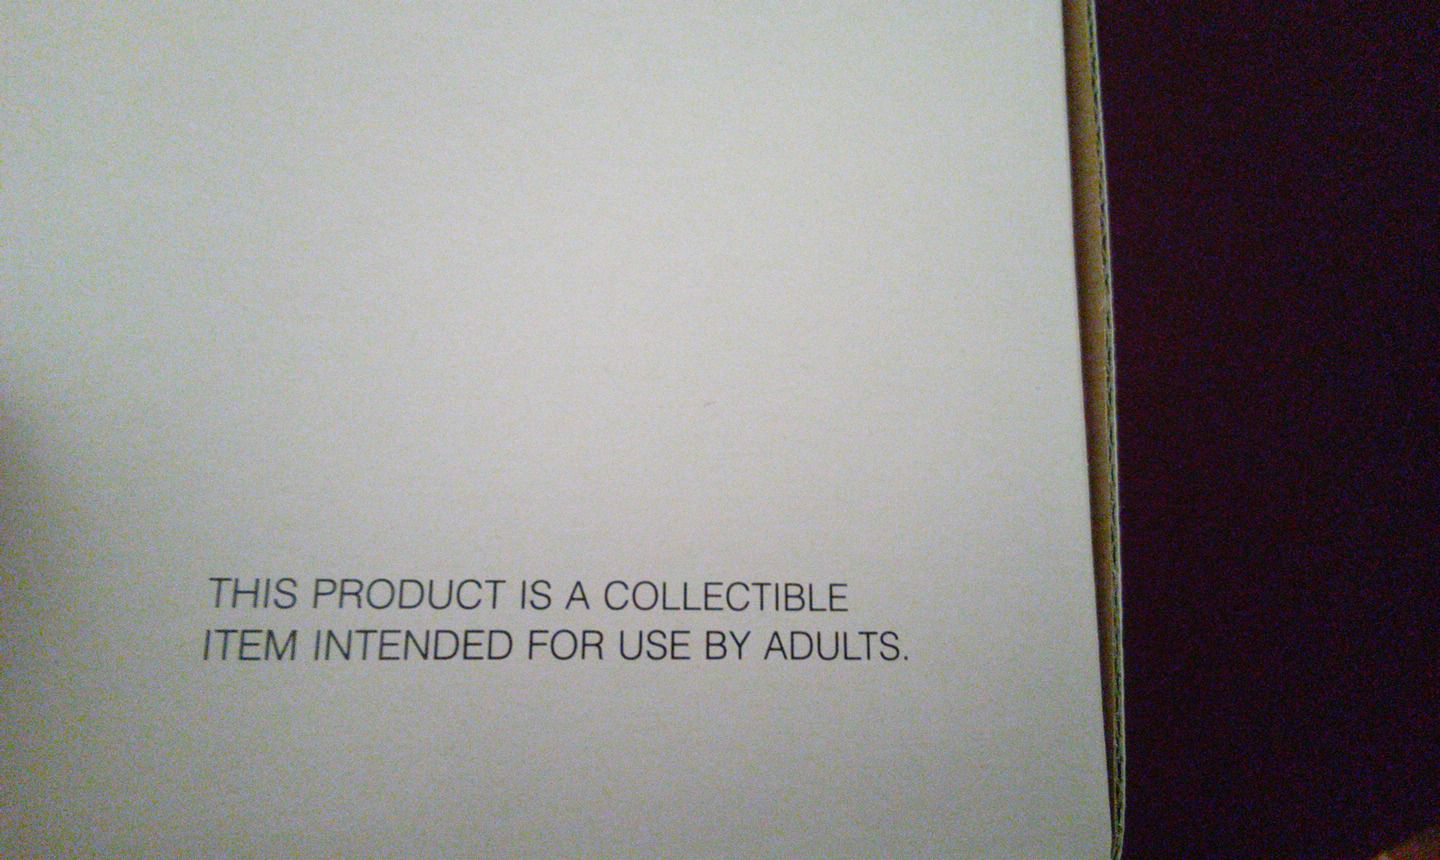 THIS PRODUCT IS A COLLECTIBLE
ITEM INTENDED FOR USE BY ADULTS.